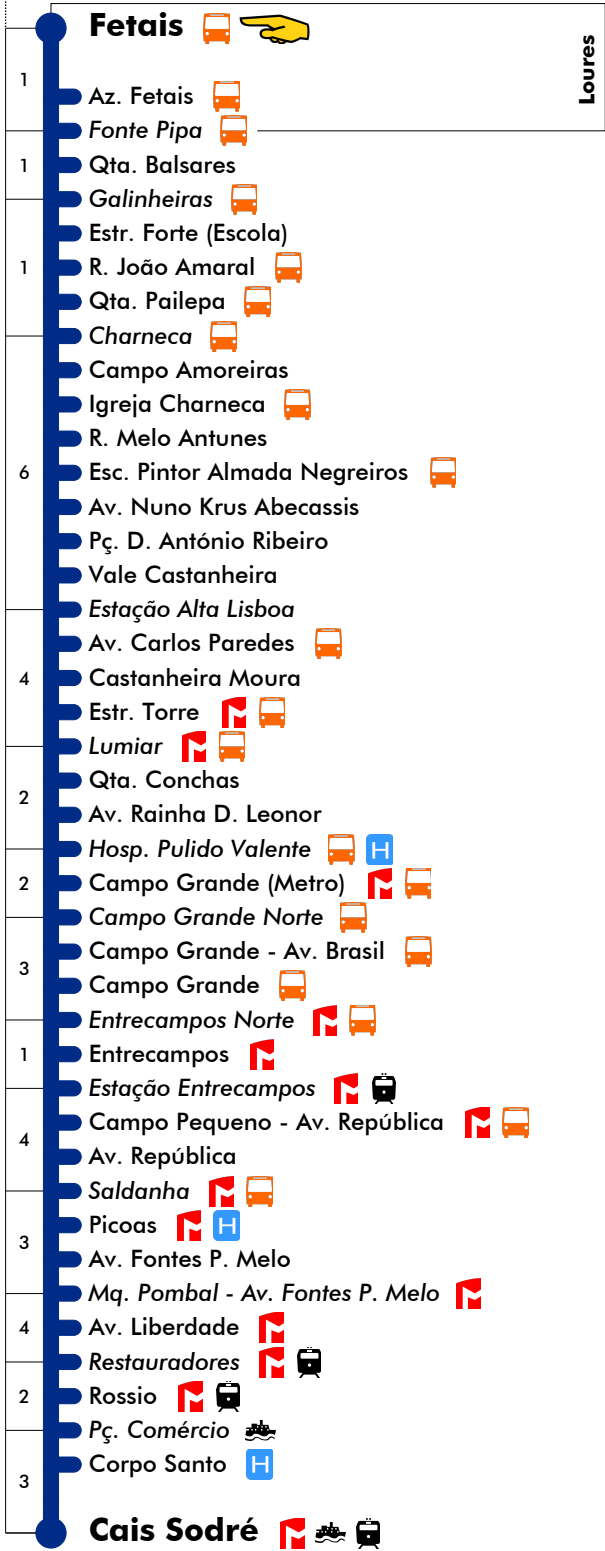 Fetais
Loures
1
Az. Fetais
Fonte Pipa
1
Qta. Balsares
Galinheiras
Estr. Forte (Escola)
1
R. João Amaral
Qta. Pailepa
Charneca
Campo Amoreiras
Igreja Charneca
R. Melo Antunes
6
Esc. Pintor Almada Negreiros
Av. Nuno Krus Abecassis
Pç. D. António Ribeiro
Vale Castanheira
Estação Alta Lisboa
Av. Carlos Paredes
4
Castanheira Moura
Estr. Torre
Lumiar
Qta. Conchas
2
Av. Rainha D. Leonor
Hosp. Pulido Valente
H
2
Campo Grande (Metro)
Campo Grande Norte
Campo Grande - Av. Brasil
3
Campo Grande
Entrecampos Norte
1
Entrecampos
Estação Entrecampos
Campo Pequeno - Av. República
4
Av. República
Saldanha
Picoas
H
3
Av. Fontes P. Melo
Mq. Pombal - Av. Fontes P. Melo
4
Av. Liberdade
Restauradores
2
Rossio
Pç. Comércio
Corpo Santo
H
3
Cais Sodré